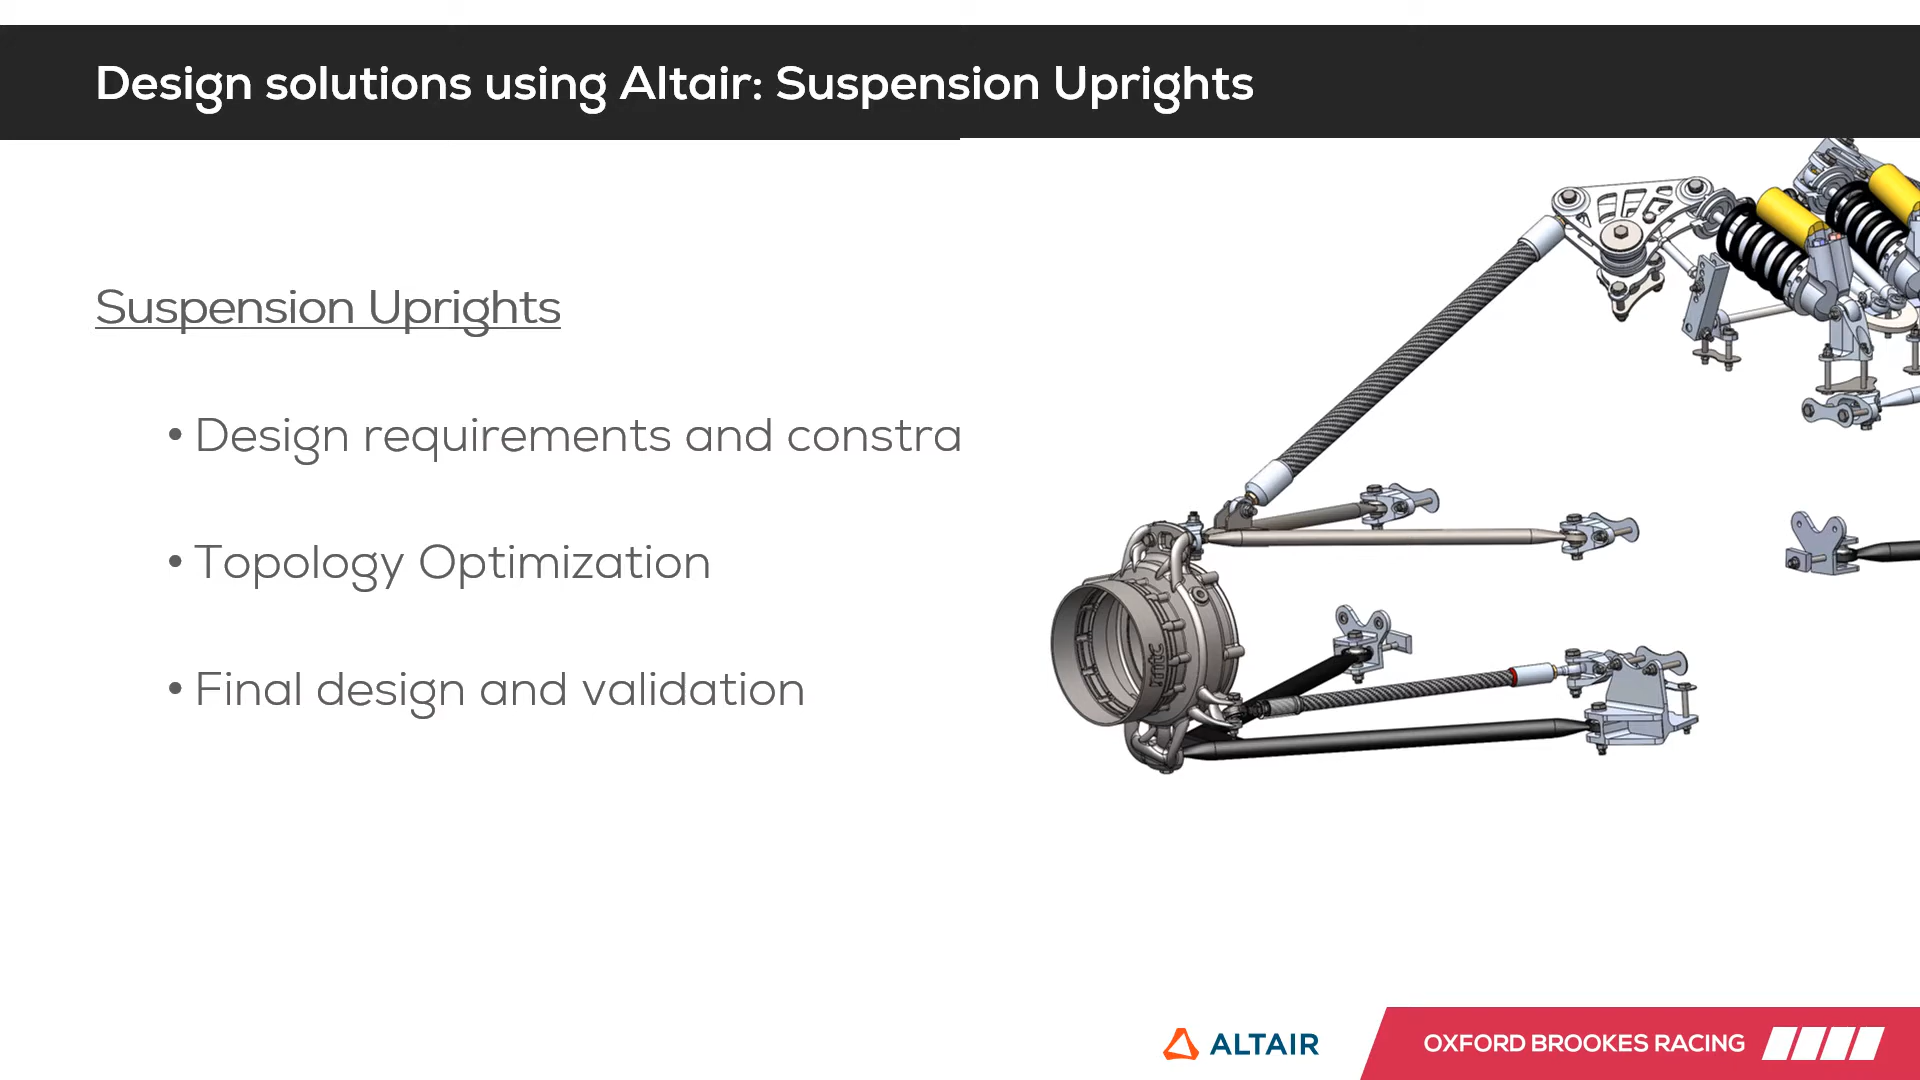 Design solutions using Altair: Suspension Uprights
Suspension Uprights
• Design requirements and constra
• Topology Optimization
• Final design and validation
mtc
ALTAIR
OXFORD BROOKES RACING